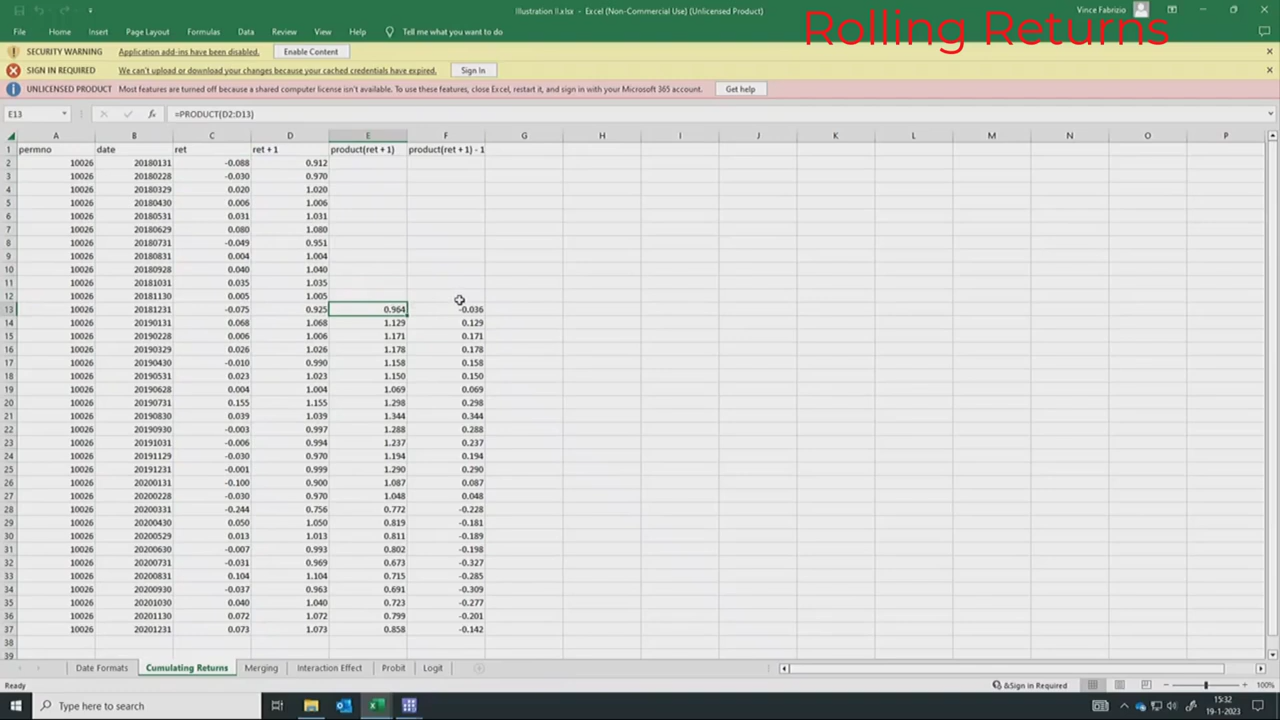 Illustration II.xlsx - Excel (Non-Commercial Use) (Unlicensed Product)
Vince Fabrizio
Rolling Returns
File Home Insert Page Layout Formulas Data Review View Help Tell me what you want to do
SECURITY WARNING Application add-ins have been disabled. Enable Content
SIGN IN REQUIRED We can't upload or download your changes because your cached credentials have expired. Sign In
UNLICENSED PRODUCT Most features are turned off because a shared computer license isn't available. To use these features, close Excel, restart it, and sign in with your Microsoft 365 account. Get help
E13 fx =PRODUCT(D2:D13)
A B C D E F G H I J K L M N O P
1 permno date ret ret + 1 product(ret + 1) product(ret + 1) - 1
2 10026 20180131 -0.088 0.912
3 10026 20180228 -0.030 0.970
4 10026 20180329 0.020 1.020
5 10026 20180430 0.006 1.006
6 10026 20180531 0.031 1.031
7 10026 20180629 0.080 1.080
8 10026 20180731 -0.049 0.951
9 10026 20180831 0.004 1.004
10 10026 20180928 0.040 1.040
11 10026 20181031 0.035 1.035
12 10026 20181130 0.005 1.005
13 10026 20181231 -0.075 0.925 0.964 -0.036
14 10026 20190131 0.068 1.068 1.129 0.129
15 10026 20190228 0.006 1.006 1.171 0.171
16 10026 20190329 0.026 1.026 1.178 0.178
17 10026 20190430 -0.010 0.990 1.158 0.158
18 10026 20190531 0.023 1.023 1.150 0.150
19 10026 20190628 0.004 1.004 1.069 0.069
20 10026 20190731 0.155 1.155 1.298 0.298
21 10026 20190830 0.039 1.039 1.344 0.344
22 10026 20190930 -0.003 0.997 1.288 0.288
23 10026 20191031 -0.006 0.994 1.237 0.237
24 10026 20191129 -0.030 0.970 1.194 0.194
25 10026 20191231 -0.001 0.999 1.290 0.290
26 10026 20200131 -0.100 0.900 1.087 0.087
27 10026 20200228 -0.030 0.970 1.048 0.048
28 10026 20200331 -0.244 0.756 0.772 -0.228
29 10026 20200430 0.050 1.050 0.819 -0.181
30 10026 20200529 0.013 1.013 0.811 -0.189
31 10026 20200630 -0.007 0.993 0.802 -0.198
32 10026 20200731 -0.031 0.969 0.673 -0.327
33 10026 20200831 0.104 1.104 0.715 -0.285
34 10026 20200930 -0.037 0.963 0.691 -0.309
35 10026 20201030 0.040 1.040 0.723 -0.277
36 10026 20201130 0.072 1.072 0.799 -0.201
37 10026 20201231 0.073 1.073 0.858 -0.142
38
39
Date Formats Cumulating Returns Merging Interaction Effect Probit Logit
Ready &Sign in Required 100%
Type here to search
15:32
19-1-2023